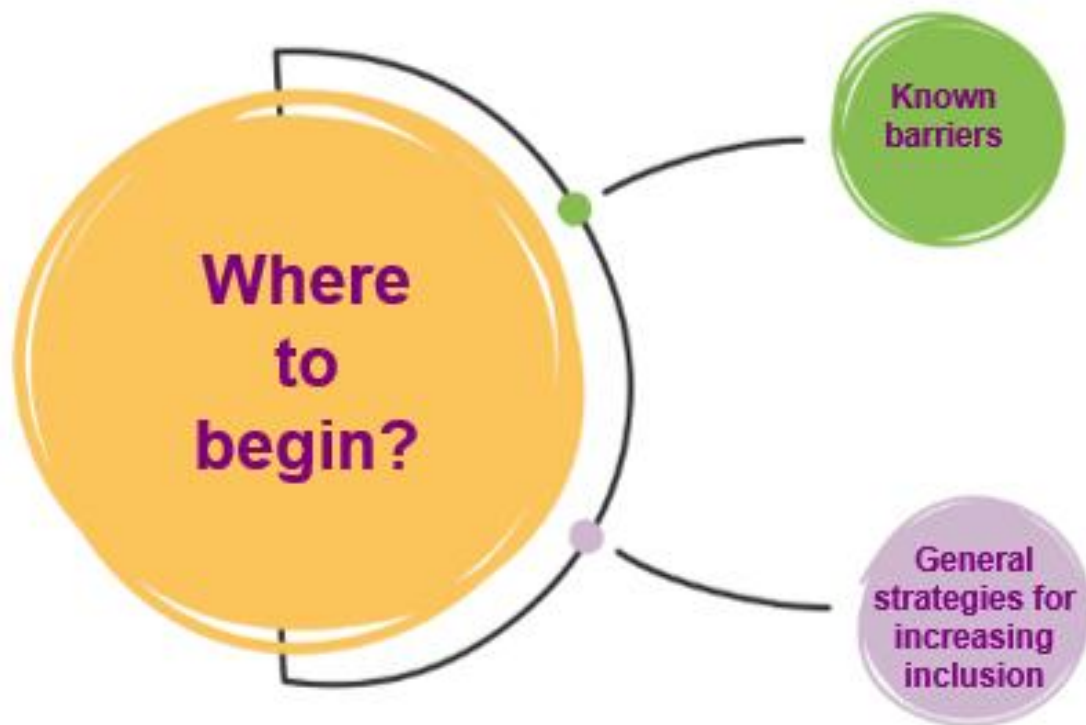 Where
to
begin?
Known
barriers
General
strategies for
increasing
inclusion